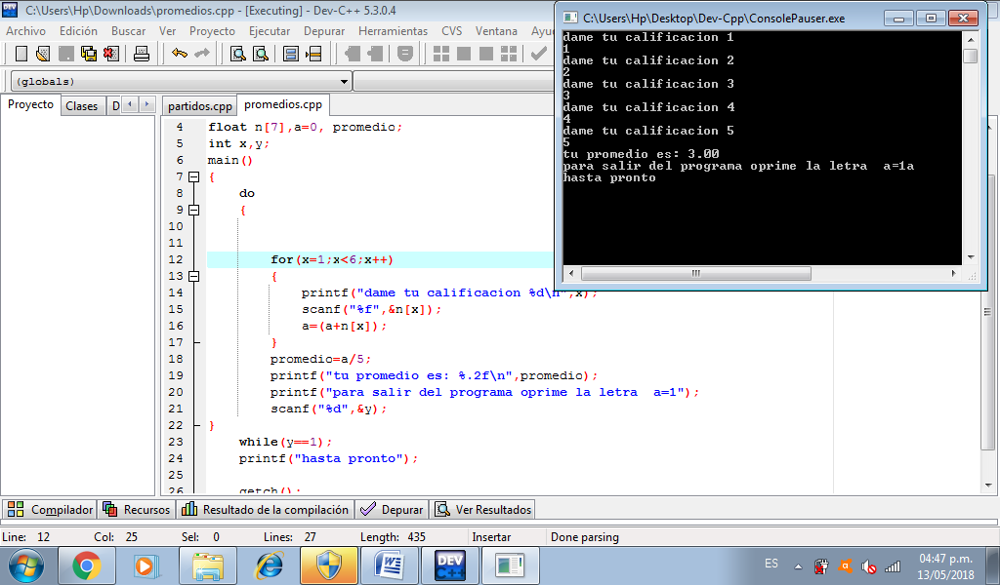 C:\Users\Hp\Downloads\promedios.cpp - [Executing] - Dev-C++ 5.3.0.4
Archivo Edición Buscar Ver Proyecto Ejecutar Depurar Herramientas CVS Ventana Ayu
(globals)
Proyecto Clases D
partidos.cpp promedios.cpp
4 float n[7],a=0, promedio;
5 int x,y;
6 main()
7 {
8 do
9 {
10
11
12 for(x=1;x<6;x++)
13 {
14 printf("dame tu calificacion %d\n",x);
15 scanf("%f",&n[x]);
16 a=(a+n[x]);
17 }
18 promedio=a/5;
19 printf("tu promedio es: %.2f\n",promedio);
20 printf("para salir del programa oprime la letra  a=1");
21 scanf("%d",&y);
22 }
23 while(y==1);
24 printf("hasta pronto");
25
26 getch();
C:\Users\Hp\Desktop\Dev-Cpp\ConsolePauser.exe
dame tu calificacion 1
1
dame tu calificacion 2
2
dame tu calificacion 3
3
dame tu calificacion 4
4
dame tu calificacion 5
5
tu promedio es: 3.00
para salir del programa oprime la letra  a=1a
hasta pronto
Compilador Recursos Resultado de la compilación Depurar Ver Resultados
Line: 12 Col: 25 Sel: 0 Lines: 27 Length: 435 Insertar Done parsing
DEV C++
ES
04:47 p.m.
13/05/2018